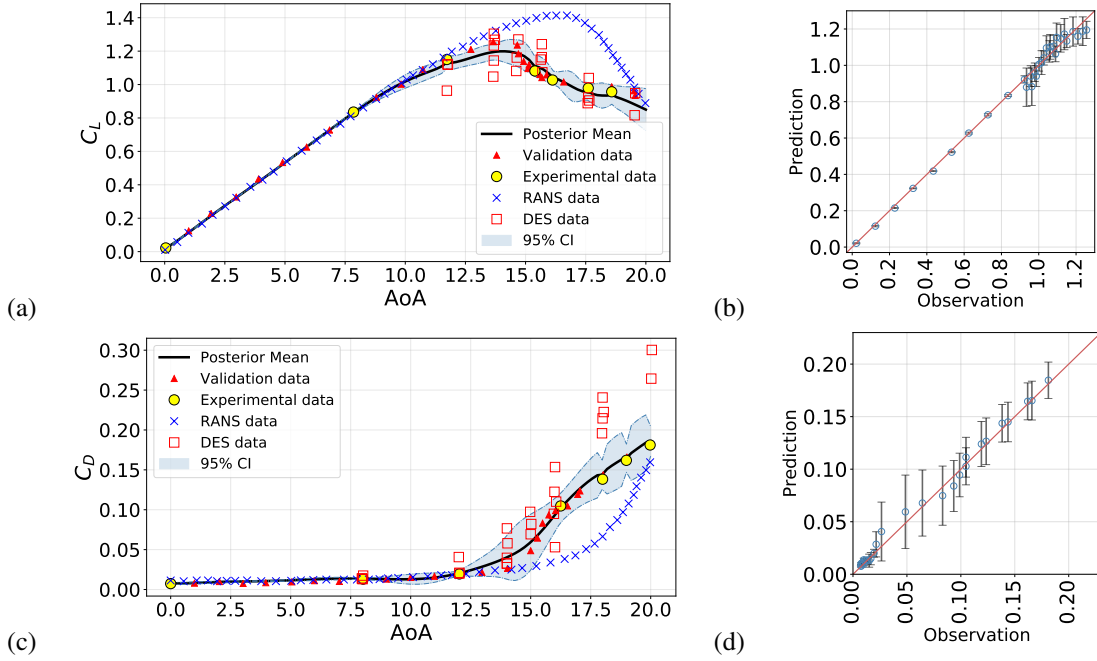 1.4
1.2
1.0
0.8
0.6
0.4
0.2
0.0
C_L
0.0 2.5 5.0 7.5 10.0 12.5 15.0 17.5 20.0
AoA
Posterior Mean
Validation data
Experimental data
RANS data
DES data
95% CI
(a)
1.2
1.0
0.8
0.6
0.4
0.2
0.0
Prediction
0.0 0.2 0.4 0.6 0.8 1.0 1.2
Observation
(b)
0.30
0.25
0.20
0.15
0.10
0.05
0.00
C_D
0.0 2.5 5.0 7.5 10.0 12.5 15.0 17.5 20.0
AoA
Posterior Mean
Validation data
Experimental data
RANS data
DES data
95% CI
(c)
0.20
0.15
0.10
0.05
0.00
Prediction
0.00 0.05 0.10 0.15 0.20
Observation
(d)